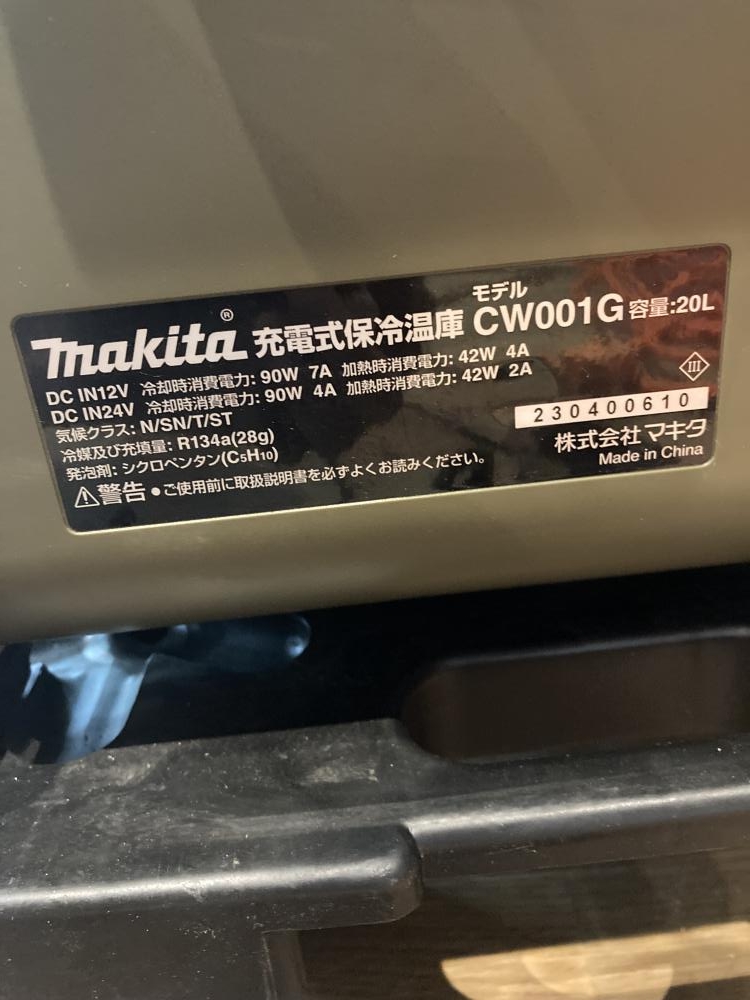 makita® 充電式保冷温庫 モデル CW001G 容量:20L
DC IN12V 冷却時消費電力: 90W 7A 加熱時消費電力: 42W 4A
DC IN24V 冷却時消費電力: 90W 4A 加熱時消費電力: 42W 2A
気候クラス: N/SN/T/ST
冷媒及び充填量: R134a(28g)
発泡剤: シクロペンタン(C5H10)
⚠警告 ●ご使用前に取扱説明書を必ずよくお読みください。
III
230400610
株式会社マキタ
Made in China